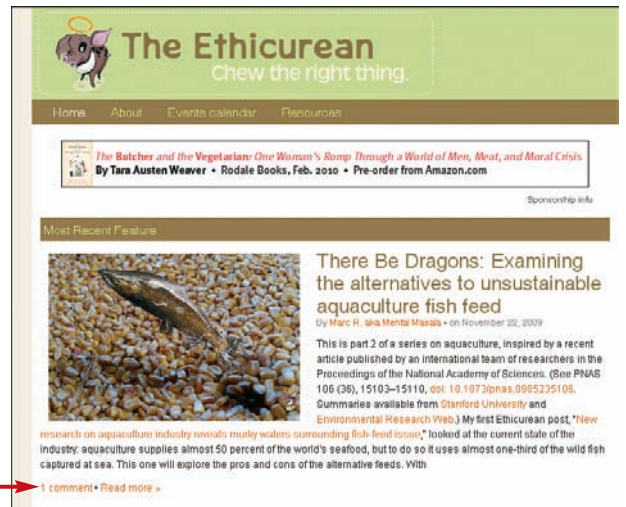 The Ethicurean
Chew the right thing.
Home About Events calendar Resources
The Butcher and the Vegetarian: One Woman's Romp Through a World of Men, Meat, and Moral Crisis
By Tara Austen Weaver • Rodale Books, Feb. 2010 • Pre-order from Amazon.com
Sponsorship info
Most Recent Feature
There Be Dragons: Examining
the alternatives to unsustainable
aquaculture fish feed
By Marc R. aka Mental Masala • on November 22, 2009
This is part 2 of a series on aquaculture, inspired by a recent
article published by an international team of researchers in the
Proceedings of the National Academy of Sciences. (See PNAS
106 (36), 15103–15110, doi: 10.1073/pnas.0905235106.
Summaries available from Stanford University and
Environmental Research Web.) My first Ethicurean post, "New
research on aquaculture industry reveals murky waters surrounding fish-feed issue," looked at the current state of the
industry: aquaculture supplies almost 50 percent of the world's seafood, but to do so it uses almost one-third of the wild fish
captured at sea. This one will explore the pros and cons of the alternative feeds. With
1 comment • Read more »